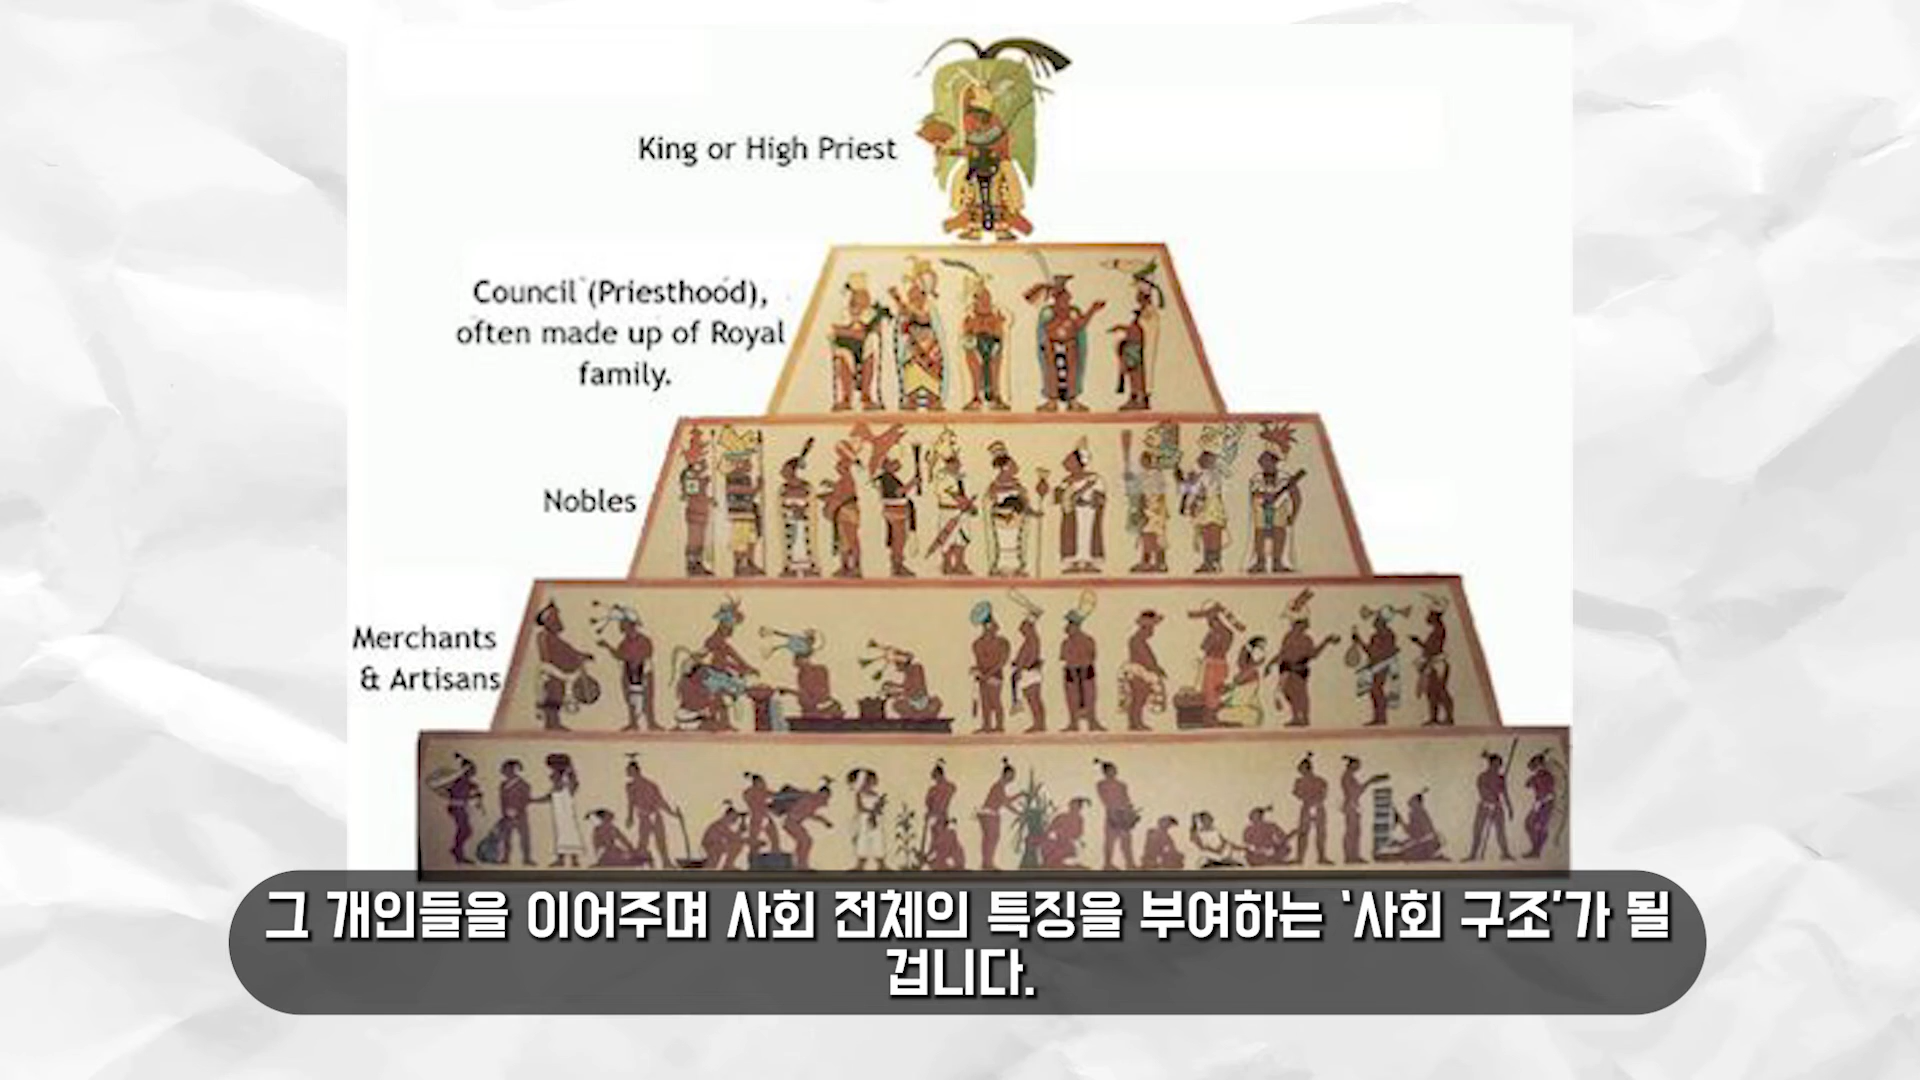 King or High Priest
Council (Priesthood),
often made up of Royal
family.
Nobles
Merchants
& Artisans
그 개인들을 이어주며 사회 전체의 특징을 부여하는 '사회 구조'가 될
겁니다.